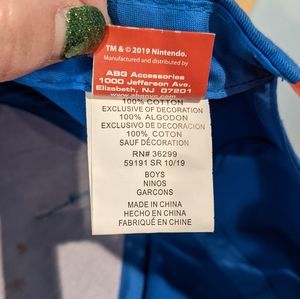 TM & © 2019 Nintendo.
Manufactured and distributed by
ABG Accessories
1000 Jefferson Ave.
Elizabeth, NJ 07201
100% COTTON
EXCLUSIVE OF DECORATION
100% ALGODON
EXCLUSIVO DE DECORACION
100% COTON
SAUF DÉCORATION
RN# 36299
59191 SR 10/19
BOYS
NINOS
GARCONS
MADE IN CHINA
HECHO EN CHINA
FABRIQUÉ EN CHINE